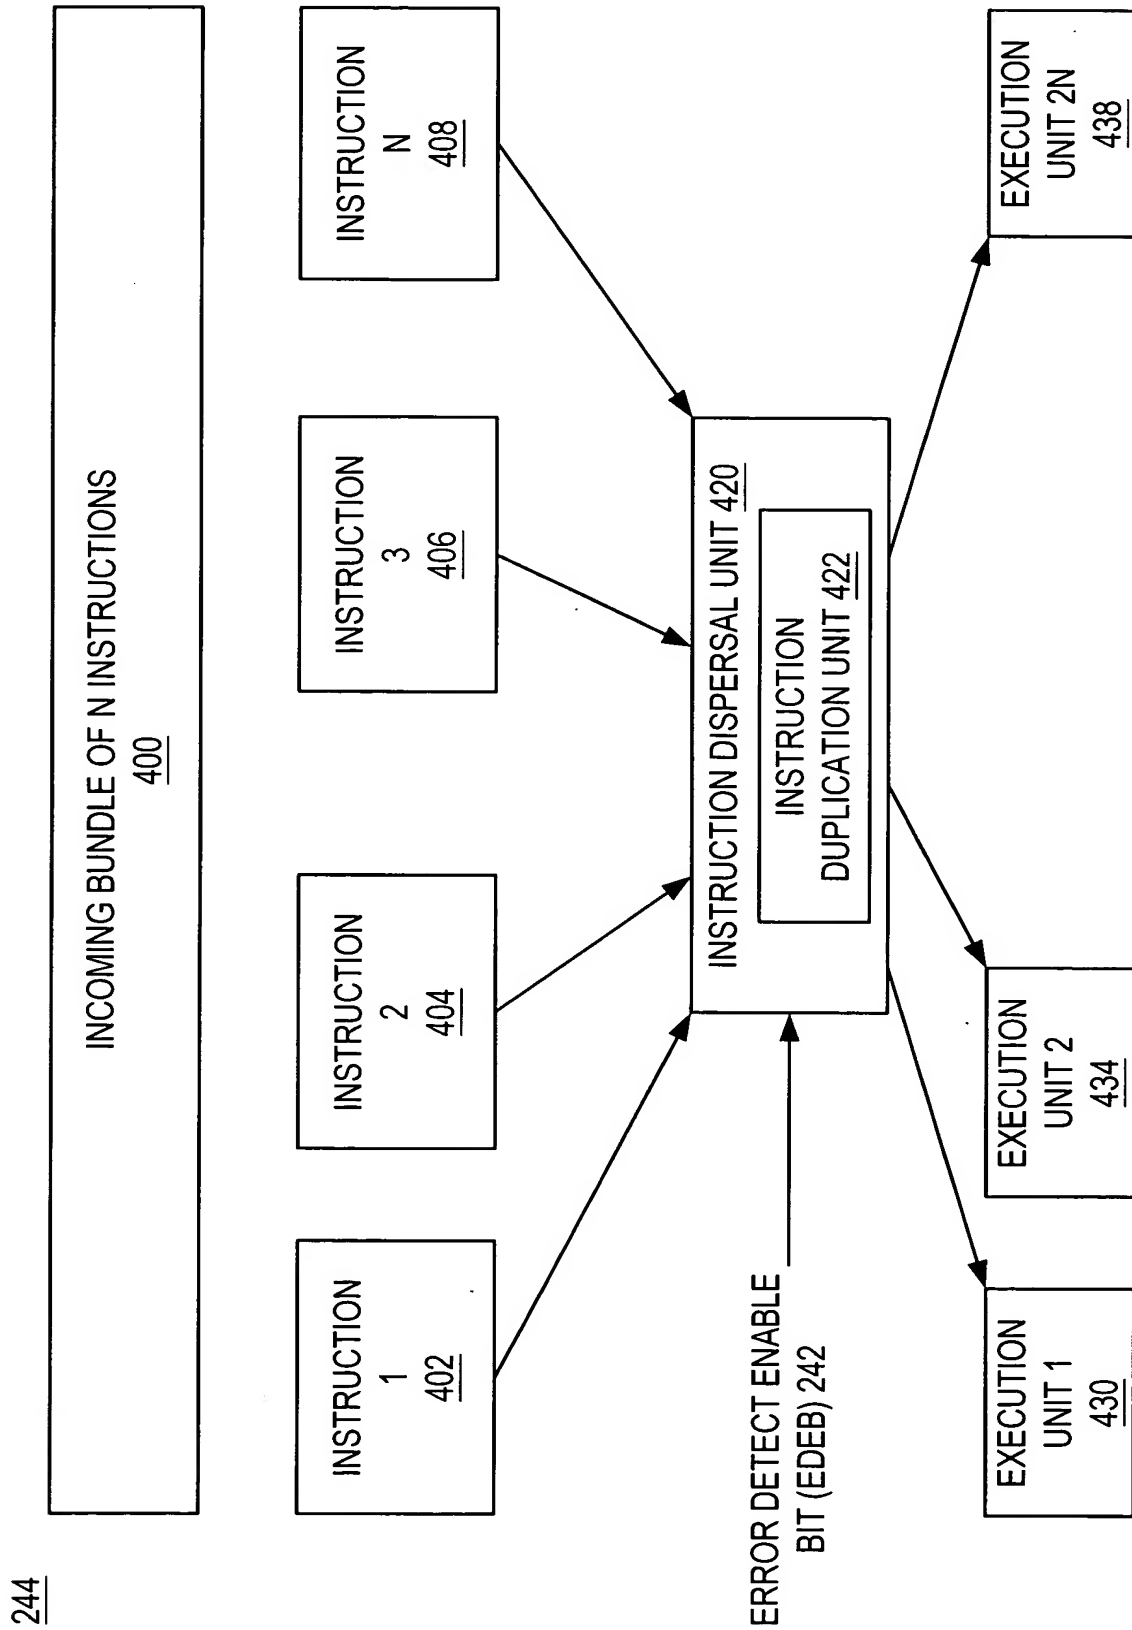 244
INCOMING BUNDLE OF N INSTRUCTIONS
400
INSTRUCTION
1
402
INSTRUCTION
2
404
INSTRUCTION
3
406
INSTRUCTION
N
408
ERROR DETECT ENABLE
BIT (EDEB) 242
INSTRUCTION DISPERSAL UNIT 420
INSTRUCTION
DUPLICATION UNIT 422
EXECUTION
UNIT 1
430
EXECUTION
UNIT 2
434
EXECUTION
UNIT 2N
438